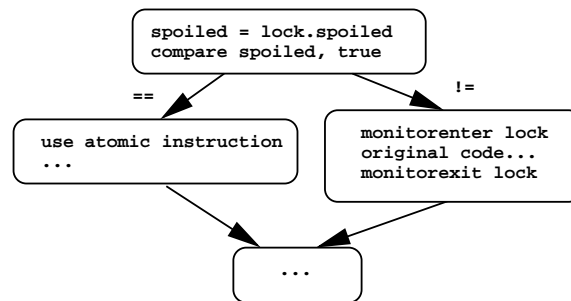 spoiled = lock.spoiled
compare spoiled, true
==
!=
use atomic instruction
...
monitorenter lock
original code...
monitorexit lock
...